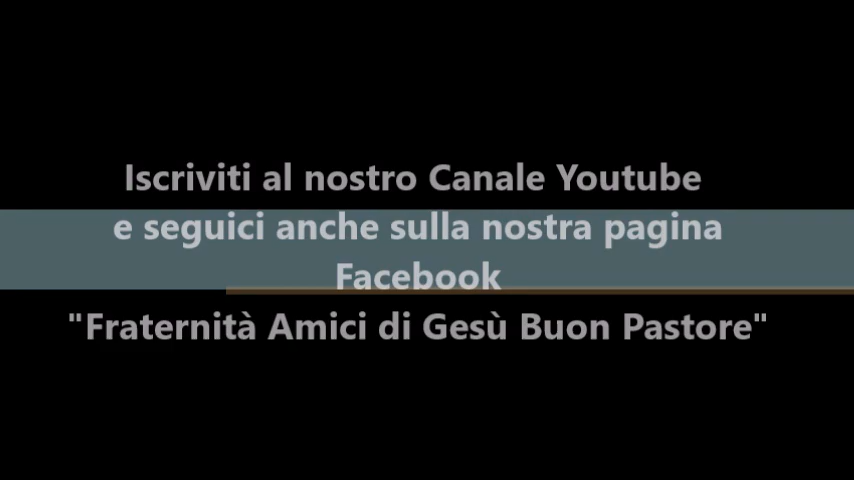 Iscriviti al nostro Canale Youtube
e seguici anche sulla nostra pagina
Facebook
"Fraternità Amici di Gesù Buon Pastore"